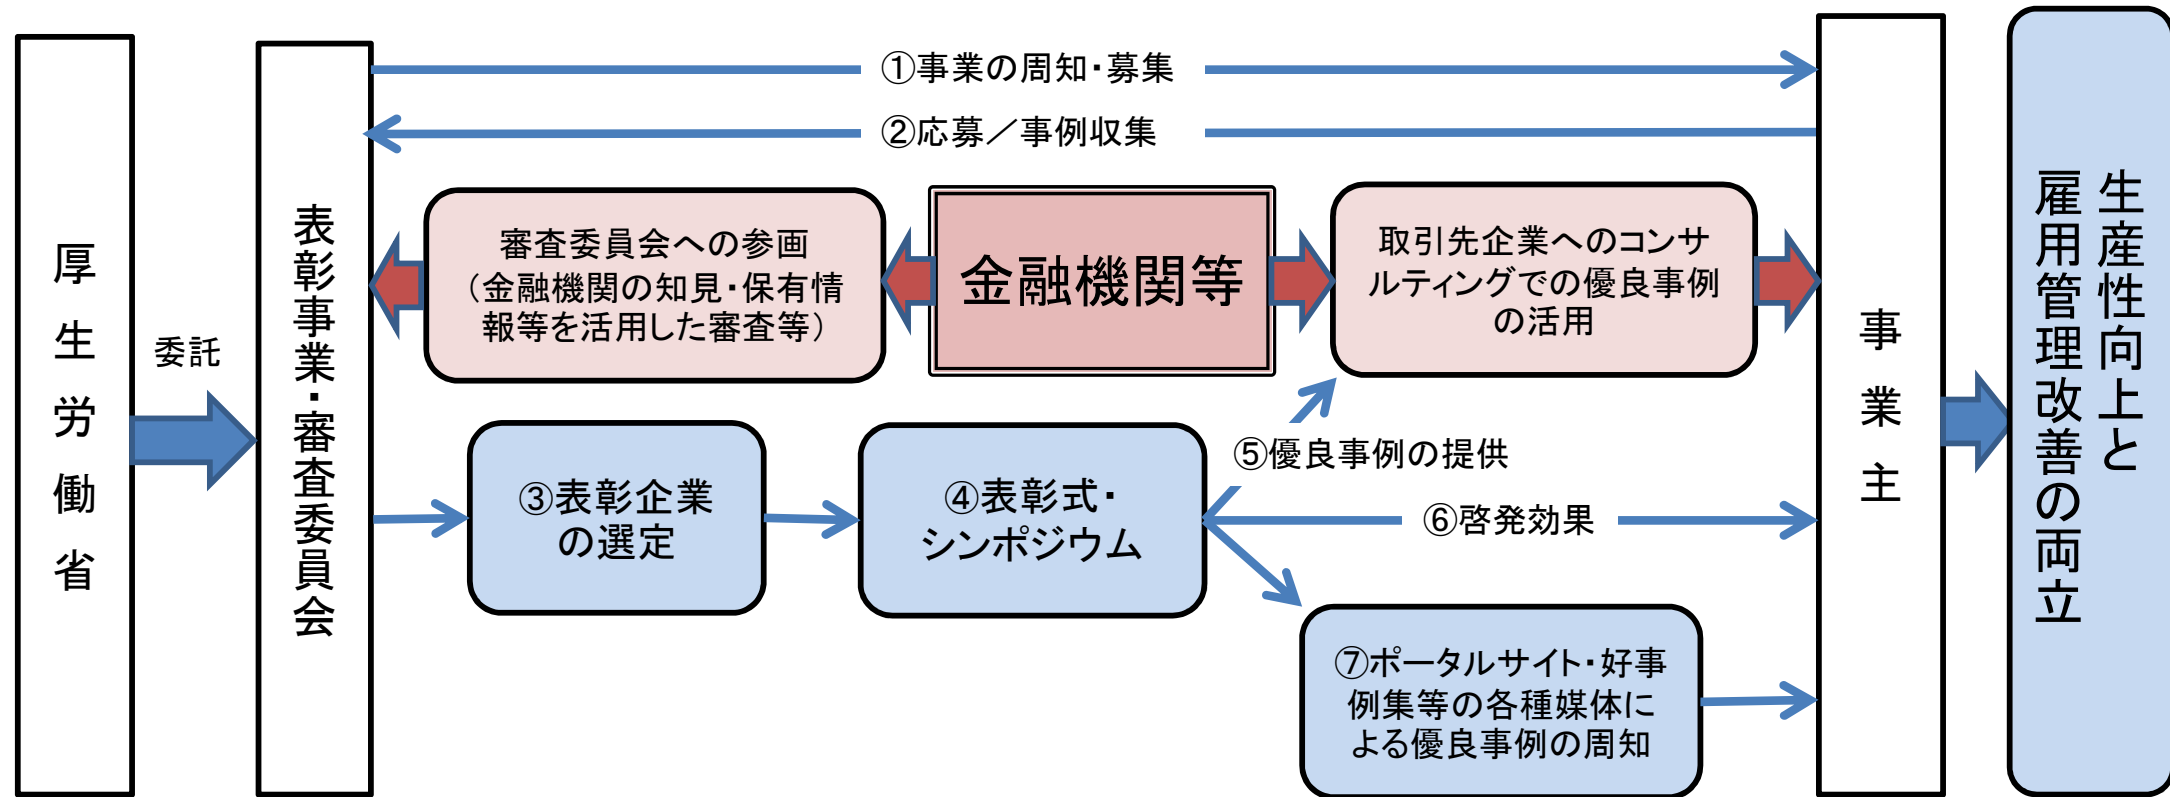 厚生労働省
委託
表彰事業・審査委員会
①事業の周知・募集
②応募／事例収集
審査委員会への参画
（金融機関の知見・保有情
報等を活用した審査等）
金融機関等
取引先企業へのコンサ
ルティングでの優良事例
の活用
③表彰企業
の選定
④表彰式・
シンポジウム
⑤優良事例の提供
⑥啓発効果
⑦ポータルサイト・好事
例集等の各種媒体に
よる優良事例の周知
事業主
生産性向上と
雇用管理改善の両立